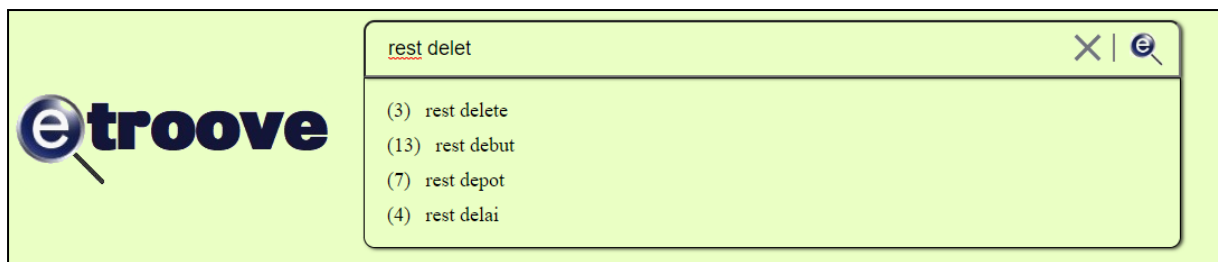 rest delet
etroove
(3) rest delete
(13) rest debut
(7) rest depot
(4) rest delai